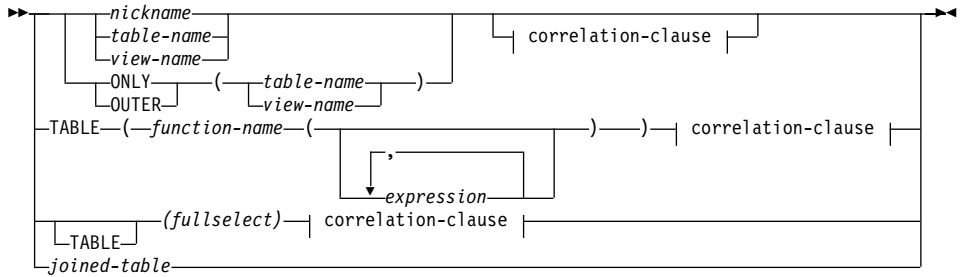 nickname
table-name correlation-clause
view-name
ONLY ( table-name )
OUTER view-name
TABLE ( function-name ( ) ) correlation-clause
,
expression
(fullselect) correlation-clause
TABLE
joined-table